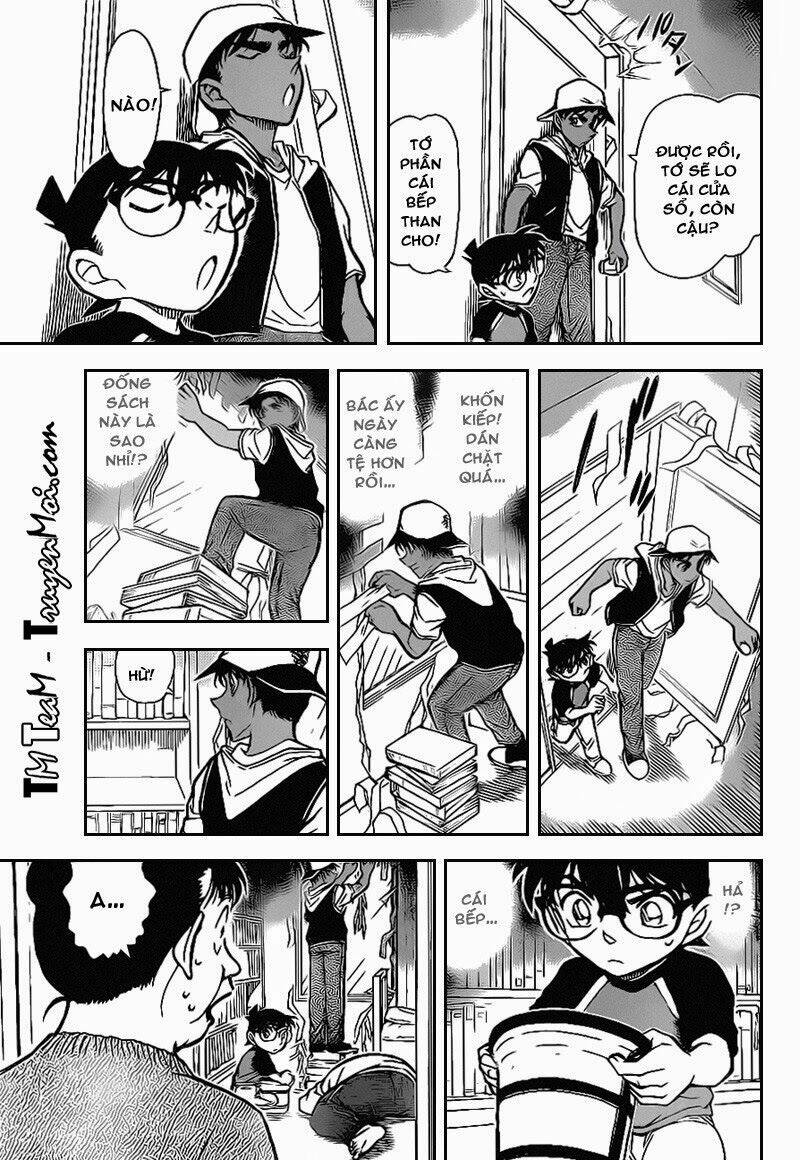 ĐƯỢC RỒI,
TỚ SẼ LO
CÁI CỬA
SỔ, CÒN
CẬU?
TỚ
PHẦN
CÁI
BẾP
THAN
CHO!
NÀO!
KHỐN
KIẾP! DÁN
CHẶT
QUÁ...
BÁC ẤY
NGÀY
CÀNG
TỆ HƠN
RỒI...
ĐỐNG
SÁCH
NÀY LÀ
SAO
NHỈ!?
HỪ!
TM TeaM - TruyenMoi.com
HẢ
!?
CÁI
BẾP...
A...